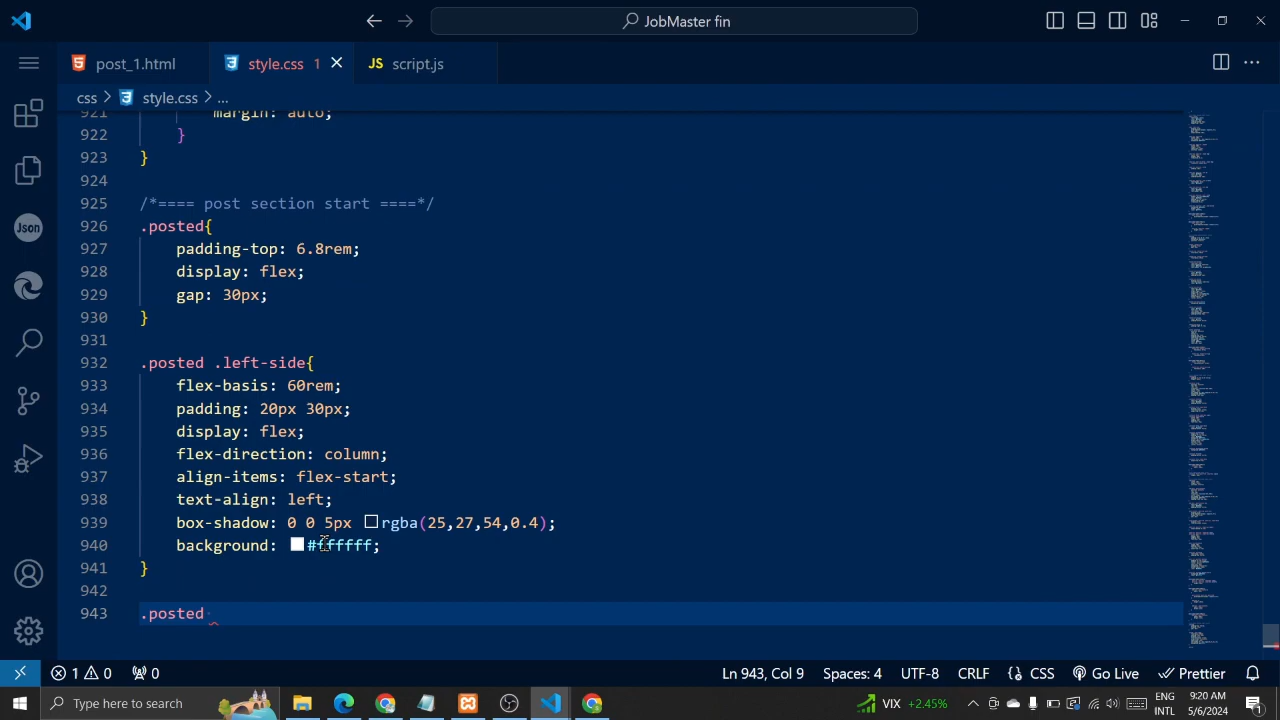 JobMaster fin
post_1.html
style.css 1
JS script.js
css > style.css > ...
921 margin: auto;
922 }
923 }
924
925 /*==== post section start ====*/
926 .posted{
927 padding-top: 6.8rem;
928 display: flex;
929 gap: 30px;
930 }
931
932 .posted .left-side{
933 flex-basis: 60rem;
934 padding: 20px 30px;
935 display: flex;
936 flex-direction: column;
937 align-items: flex-start;
938 text-align: left;
939 box-shadow: 0 0 5px rgba(25,27,54,0.4);
940 background: #ffffff;
941 }
942
943 .posted
Json
1 0 0 Ln 943, Col 9 Spaces: 4 UTF-8 CRLF CSS Go Live Prettier
Type here to search VIX +2.45% ENG INTL 9:20 AM 5/6/2024